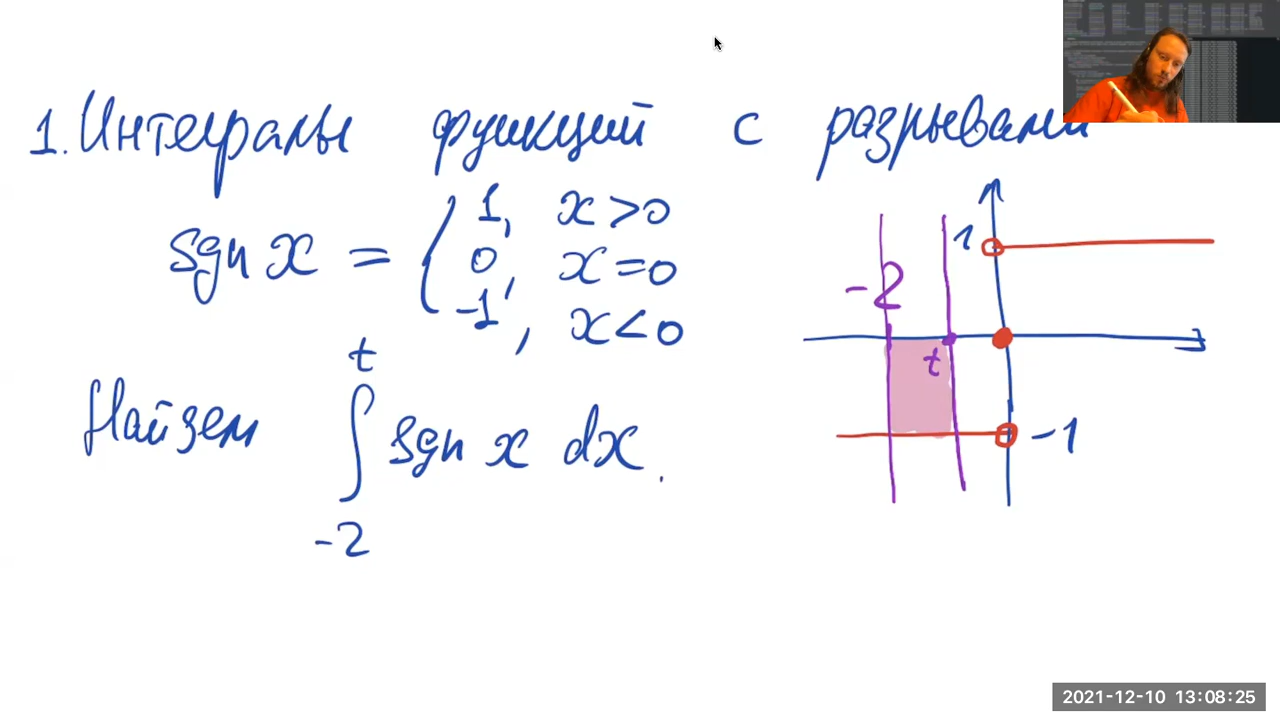 1. Интегралы функций с разрывами
sgn x = { 1, x > 0
0, x = 0
-1, x < 0
Найдем ∫ sgn x dx.
t
-2
1
-2
t
-1
2021-12-10 13:08:25